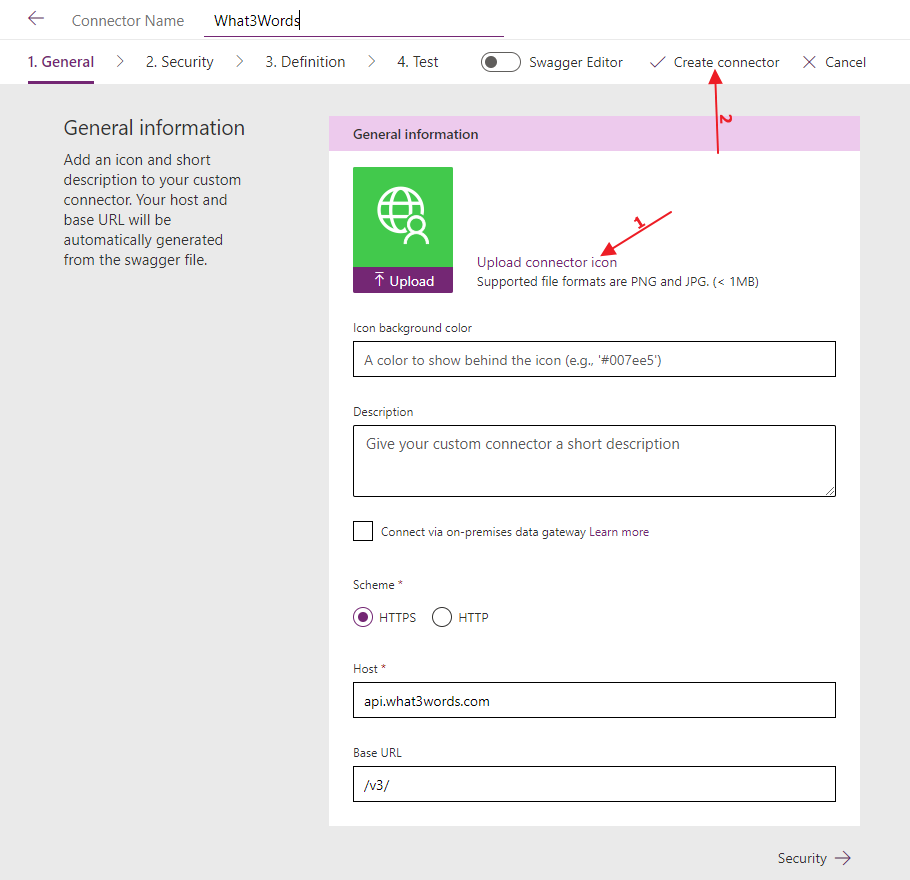 Connector Name What3Words
1. General 2. Security 3. Definition 4. Test Swagger Editor Create connector Cancel
2
General information
Add an icon and short
description to your custom
connector. Your host and
base URL will be
automatically generated
from the swagger file.
General information
1
Upload
Upload connector icon
Supported file formats are PNG and JPG. (< 1MB)
Icon background color
A color to show behind the icon (e.g., '#007ee5')
Description
Give your custom connector a short description
Connect via on-premises data gateway Learn more
Scheme *
HTTPS HTTP
Host *
api.what3words.com
Base URL
/v3/
Security